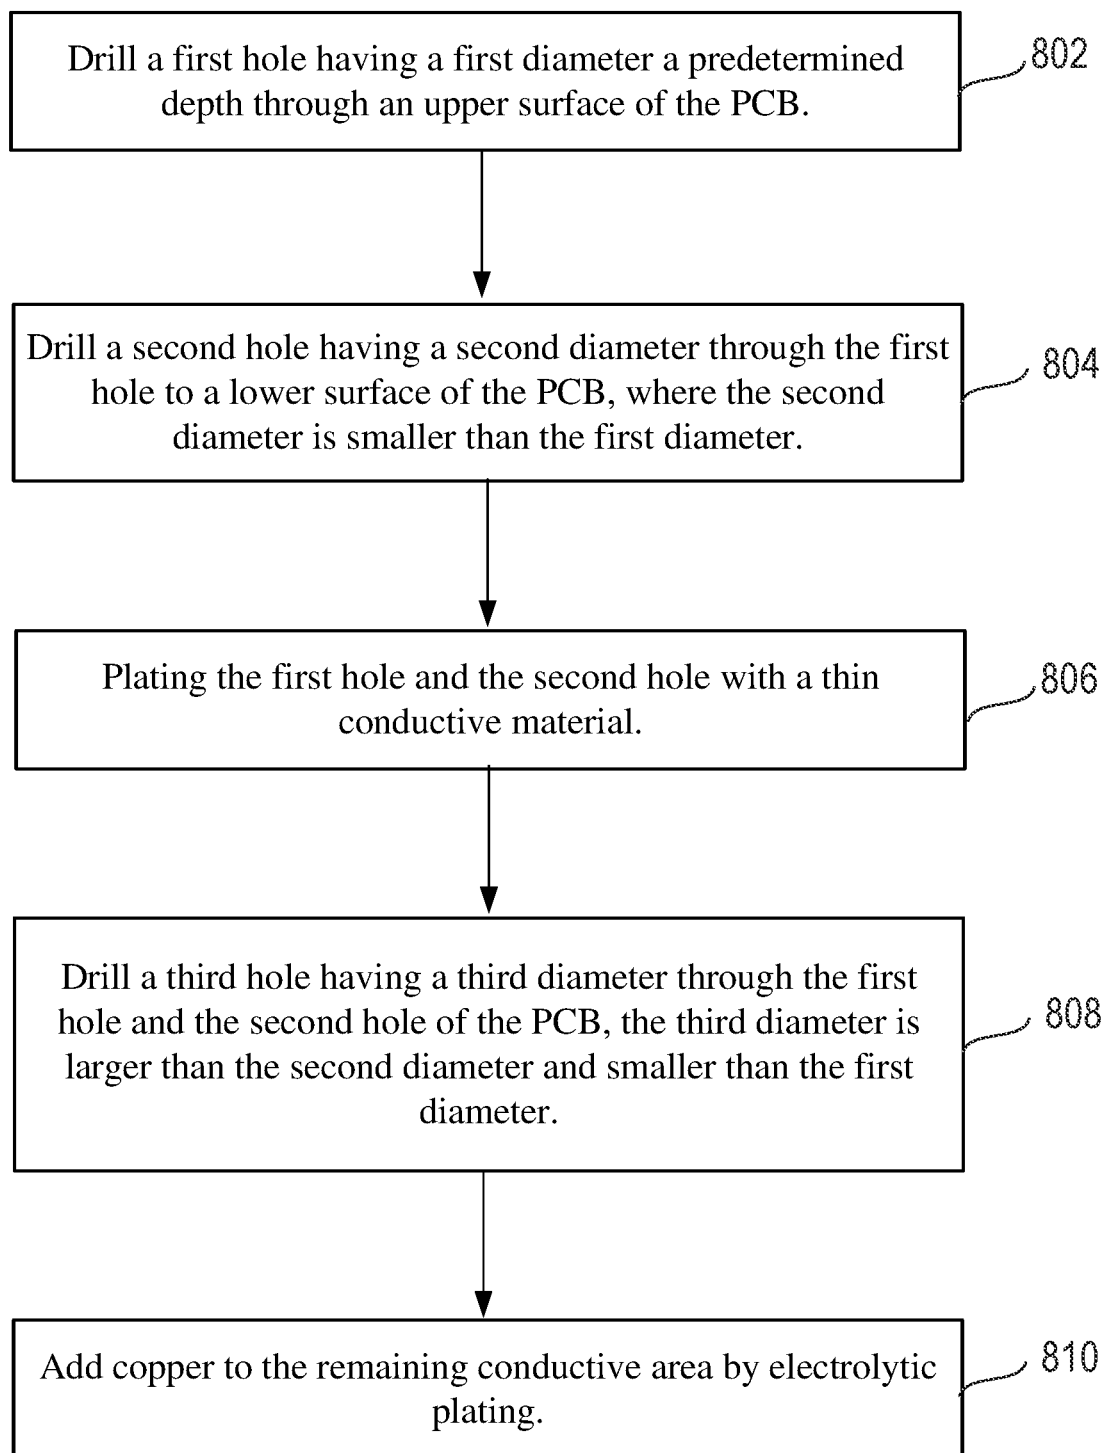 Drill a first hole having a first diameter a predetermined
depth through an upper surface of the PCB.
802
Drill a second hole having a second diameter through the first
hole to a lower surface of the PCB, where the second
diameter is smaller than the first diameter.
804
Plating the first hole and the second hole with a thin
conductive material.
806
Drill a third hole having a third diameter through the first
hole and the second hole of the PCB, the third diameter is
larger than the second diameter and smaller than the first
diameter.
808
Add copper to the remaining conductive area by electrolytic
plating.
810